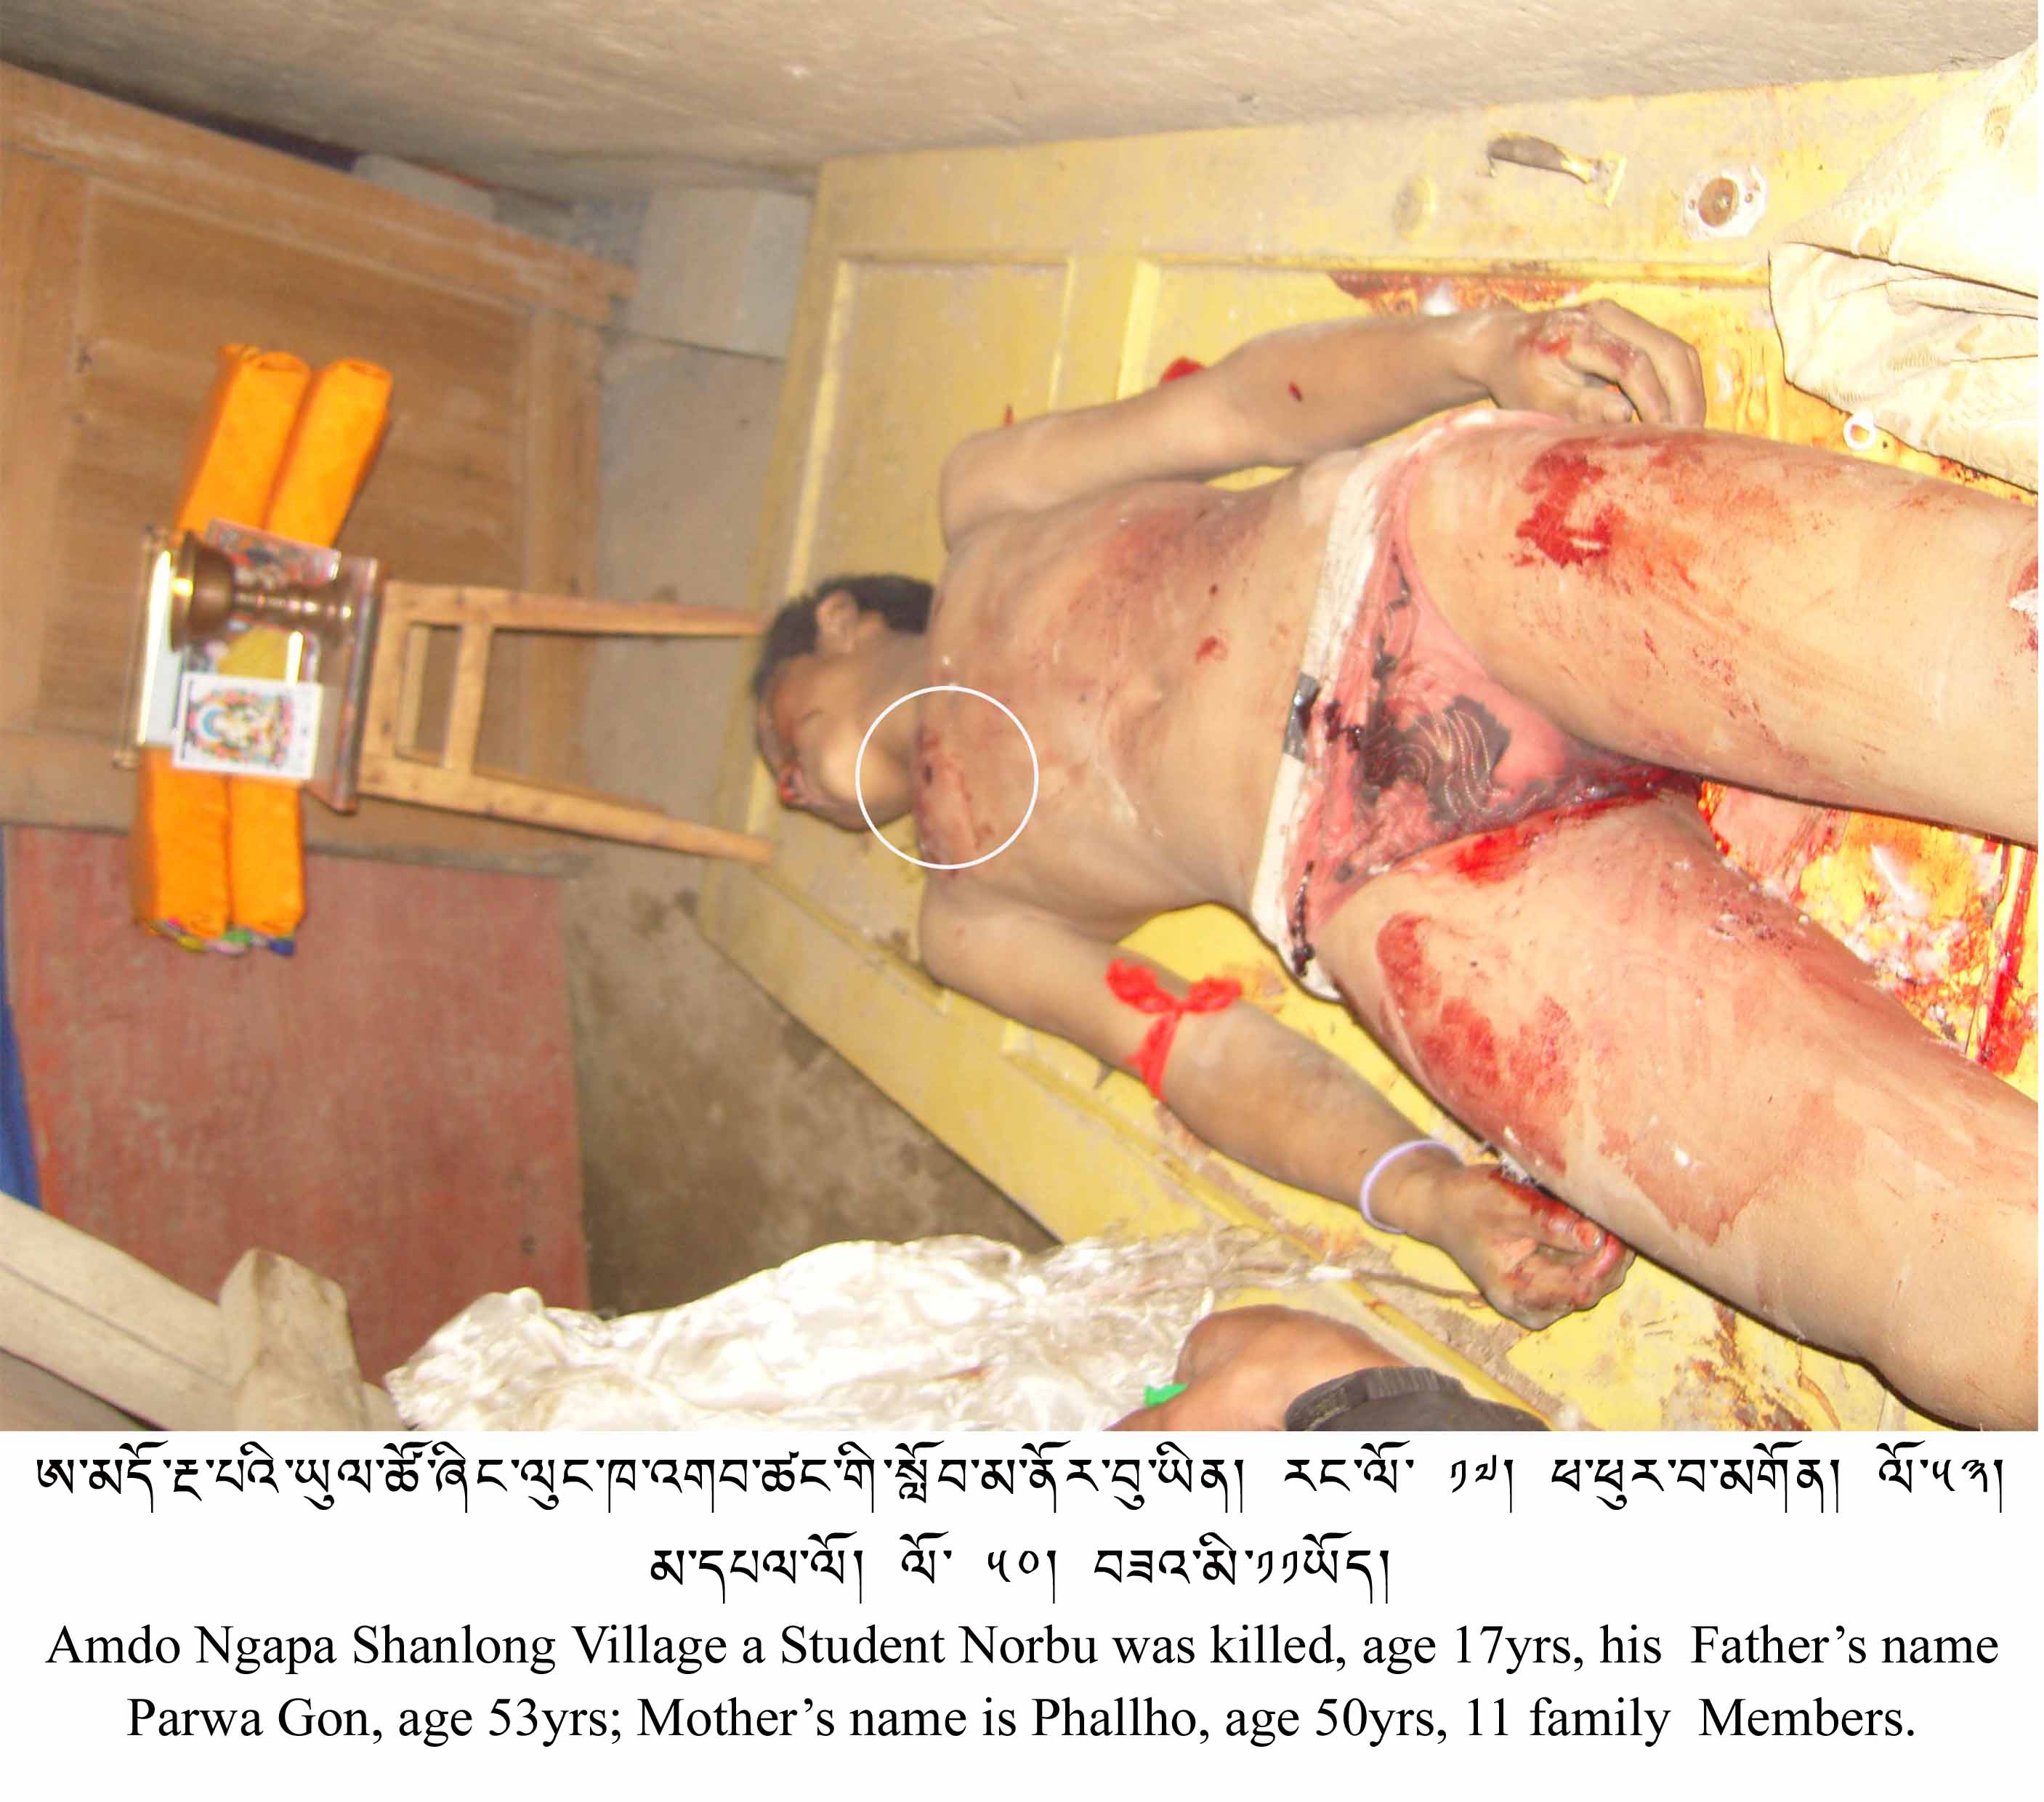 ཨ་མདོ་རྔ་པའི་ཡུལ་ཚོ་ཞིང་ལུང་ཁ་འགབ་ཚང་གི་སློབ་མ་ནོར་བུ་ཡིན། རང་ལོ་ ༡༧། ཕ་ཕུར་བ་མགོན། ལོ་༥༣།
མ་དཔལ་ལོ། ལོ་ ༥༠། བཟའ་མི་༡༡ཡོད།
Amdo Ngapa Shanlong Village a Student Norbu was killed, age 17yrs, his Father’s name
Parwa Gon, age 53yrs; Mother’s name is Phallho, age 50yrs, 11 family Members.